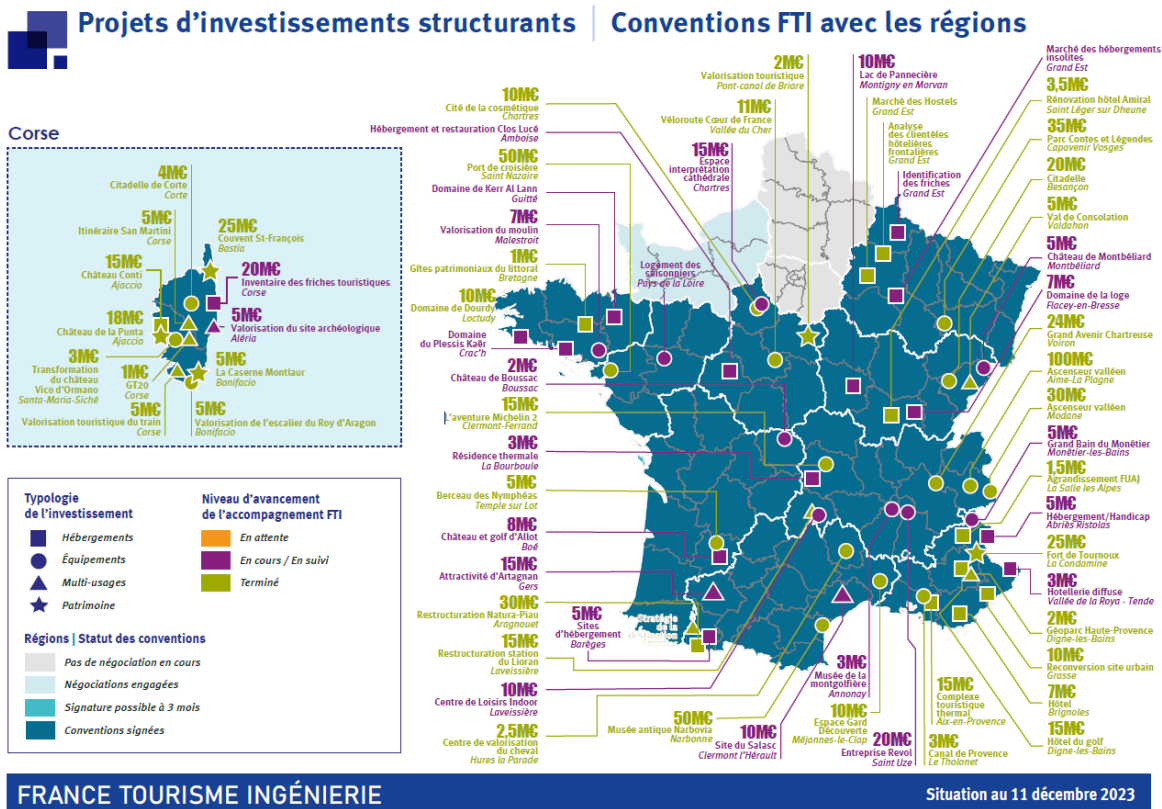 Projets d'investissements structurants | Conventions FTI avec les régions
Corse
4M€
Citadelle de Corte
Corte
5M€
Itinéraire San Martini
Corse
25M€
Couvent St-François
Bastia
15M€
Château Conti
Ajaccio
20M€
Inventaire des friches touristiques
Corse
18M€
Château de la Punta
Ajaccio
5M€
Valorisation du site archéologique
Aléria
3M€
Transformation
du château
Vico d'Ornano
Santa-Maria-Siché
1M€
GT20
Corse
5M€
La Caserne Montlaur
Bonifacio
5M€
Valorisation touristique du train
Corse
5M€
Valorisation de l'escalier du Roy d'Aragon
Bonifacio
Typologie
de l'investissement
Hébergements
Équipements
Multi-usages
Patrimoine
Niveau d'avancement
de l'accompagnement FTI
En attente
En cours / En suivi
Terminé
Régions | Statut des conventions
Pas de négociation en cours
Négociations engagées
Signature possible à 3 mois
Conventions signées
10M€
Cité de la cosmétique
Chartres
Hébergement et restauration Clos Lucé
Amboise
50M€
Port de croisière
Saint Nazaire
Domaine de Kerr Al Lann
Guitté
7M€
Valorisation du moulin
Malestroit
1M€
Gîtes patrimoniaux du littoral
Bretagne
10M€
Domaine de Dourdy
Loctudy
Domaine
du Plessis Kaër
Crac'h
2M€
Château de Boussac
Boussac
15M€
L'aventure Michelin 2
Clermont-Ferrand
3M€
Résidence thermale
La Bourboule
5M€
Berceau des Nymphéas
Temple sur Lot
8M€
Château et golf d'Allot
Boé
15M€
Attractivité d'Artagnan
Gers
30M€
Restructuration Natura-Piau
Aragnouet
5M€
Sites
d'hébergement
Barèges
15M€
Restructuration station
du Lioran
Laveissière
10M€
Centre de Loisirs Indoor
Laveissière
2,5M€
Centre de valorisation
du cheval
Hures la Parade
2M€
Valorisation touristique
Pont-canal de Briare
11M€
Véloroute Cœur de France
Vallée du Cher
15M€
Espace
interprétation
cathédrale
Chartres
Logement des
saisonniers
Pays de la Loire
Stratégie
de la
10M€
Lac de Pannecière
Montigny en Morvan
Marché des Hostels
Grand Est
Analyse
des clientèles
hôtelières
frontalières
Grand Est
Identification
des friches
Grand Est
Marché des hébergements
insolites
Grand Est
3,5M€
Rénovation hôtel Amiral
Saint Léger sur Dheune
35M€
Parc Contes et Légendes
Capavenir Vosges
20M€
Citadelle
Besançon
5M€
Val de Consolation
Valdahon
5M€
Château de Montbéliard
Montbéliard
7M€
Domaine de la loge
Flacey-en-Bresse
24M€
Grand Avenir Chartreuse
Voiron
100M€
Ascenseur valléen
Aime-La Plagne
30M€
Ascenseur valléen
Modane
5M€
Grand Bain du Monêtier
Monêtier-les-Bains
1,5M€
Agrandissement FUAJ
La Salle les Alpes
5M€
Hébergement/Handicap
Abriès Ristolas
25M€
Fort de Tournoux
La Condamine
3M€
Hotellerie diffuse
Vallée de la Roya - Tende
2M€
Géoparc Haute-Provence
Digne-les-Bains
10M€
Reconversion site urbain
Grasse
7M€
Hôtel
Brignoles
15M€
Hôtel du golf
Digne-les-Bains
50M€
Musée antique Narbovia
Narbonne
10M€
Site du Salasc
Clermont l'Hérault
3M€
Musée de la
montgolfière
Annonay
10M€
Espace Gard
Découverte
Méjannes-le-Clap
20M€
Entreprise Revol
Saint Uze
15M€
Complexe
touristique
thermal
Aix-en-Provence
3M€
Canal de Provence
Le Tholonet
FRANCE TOURISME INGÉNIERIE
Situation au 11 décembre 2023